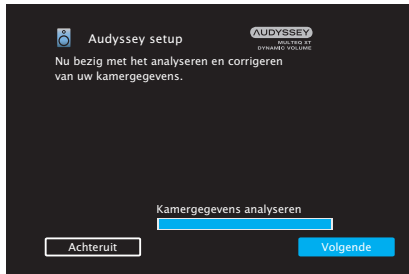 Audyssey setup
AUDYSSEY
MULTEQ XT
DYNAMIC VOLUME
Nu bezig met het analyseren en corrigeren
van uw kamergegevens.
Kamergegevens analyseren
Achteruit
Volgende